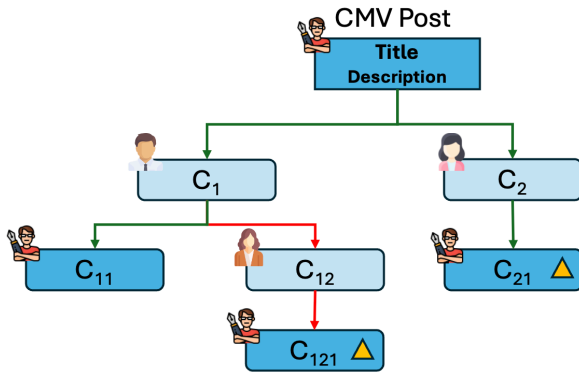 CMV Post
Title
Description
C₁
C₂
C₁₁
C₁₂
C₂₁
C₁₂₁